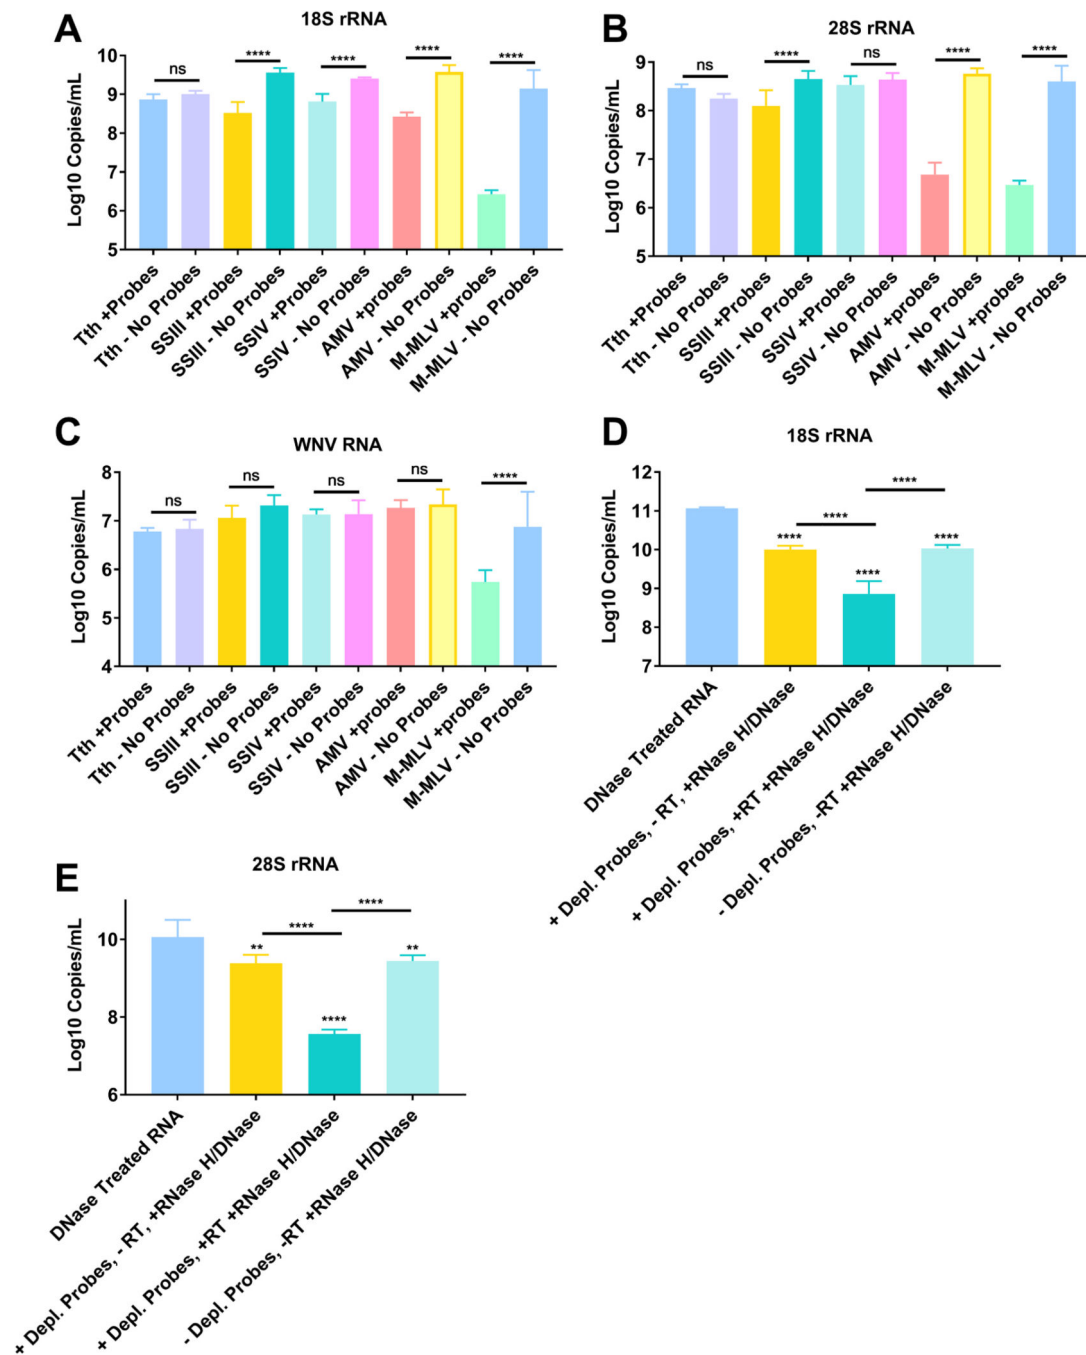 A
18S rRNA
Log10 Copies/mL
10
9
8
7
6
5
ns
****
****
****
****
Tth +Probes
Tth - No Probes
SSIII +Probes
SSIII - No Probes
SSIV +Probes
SSIV - No Probes
AMV +probes
AMV - No Probes
M-MLV +probes
M-MLV - No Probes
B
28S rRNA
Log10 Copies/mL
9
8
7
6
5
ns
****
ns
****
****
Tth +Probes
Tth - No Probes
SSIII +Probes
SSIII - No Probes
SSIV +Probes
SSIV - No Probes
AMV +probes
AMV - No Probes
M-MLV +probes
M-MLV - No Probes
C
WNV RNA
Log10 Copies/mL
8
7
6
5
4
ns
ns
ns
ns
****
Tth +Probes
Tth - No Probes
SSIII +Probes
SSIII - No Probes
SSIV +Probes
SSIV - No Probes
AMV +probes
AMV - No Probes
M-MLV +probes
M-MLV - No Probes
D
18S rRNA
Log10 Copies/mL
12
11
10
9
8
7
****
****
****
****
****
DNase Treated RNA
+ Depl. Probes, - RT, +RNase H/DNase
+ Depl. Probes, +RT +RNase H/DNase
- Depl. Probes, -RT +RNase H/DNase
E
28S rRNA
Log10 Copies/mL
10
8
6
**
****
****
****
**
DNase Treated RNA
+ Depl. Probes, - RT, +RNase H/DNase
+ Depl. Probes, +RT +RNase H/DNase
- Depl. Probes, -RT +RNase H/DNase